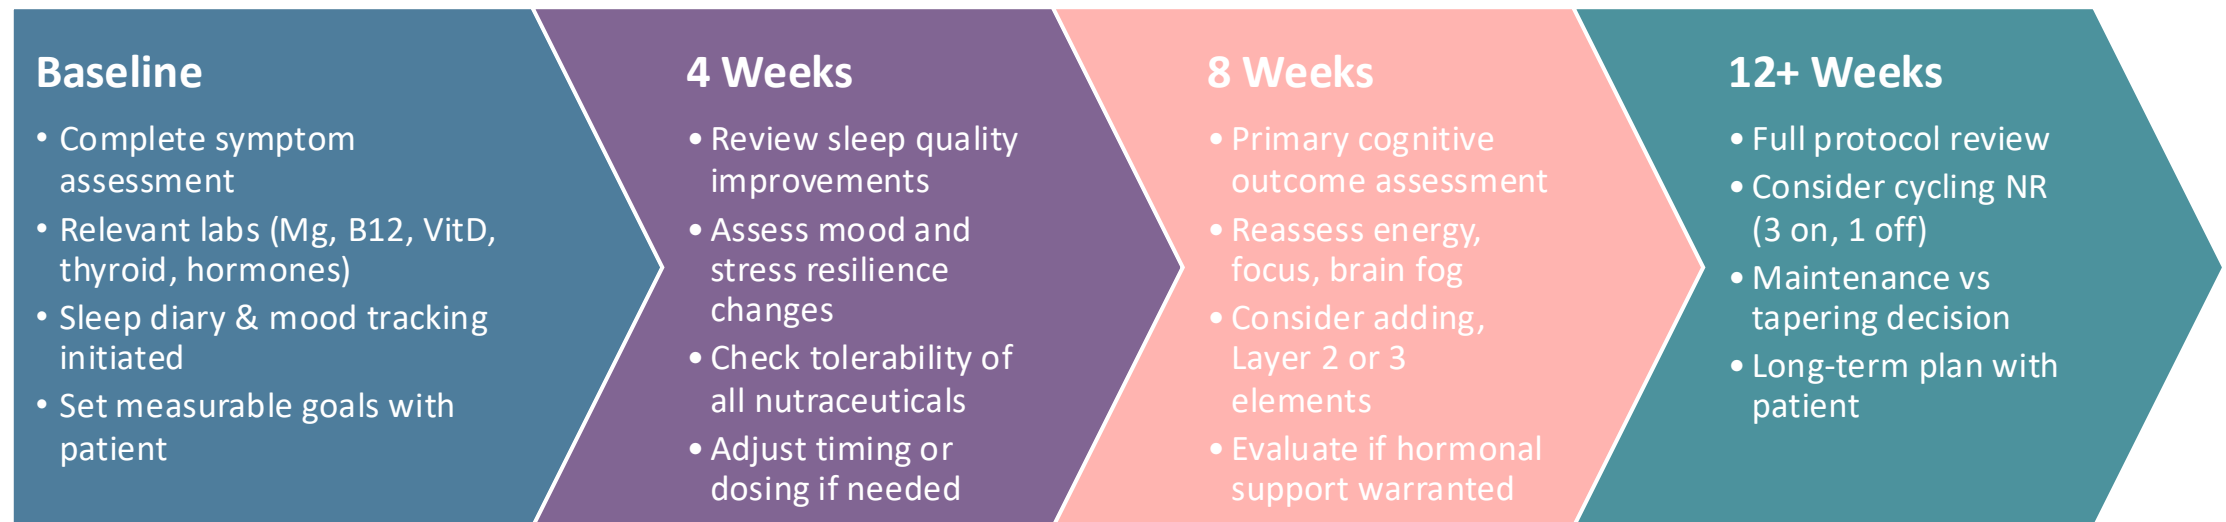 Baseline
• Complete symptom
assessment
• Relevant labs (Mg, B12, VitD,
thyroid, hormones)
• Sleep diary & mood tracking
initiated
• Set measurable goals with
patient
4 Weeks
• Review sleep quality
improvements
• Assess mood and
stress resilience
changes
• Check tolerability of
all nutraceuticals
• Adjust timing or
dosing if needed
8 Weeks
• Primary cognitive
outcome assessment
• Reassess energy,
focus, brain fog
• Consider adding,
Layer 2 or 3
elements
• Evaluate if hormonal
support warranted
12+ Weeks
• Full protocol review
• Consider cycling NR
(3 on, 1 off)
• Maintenance vs
tapering decision
• Long-term plan with
patient